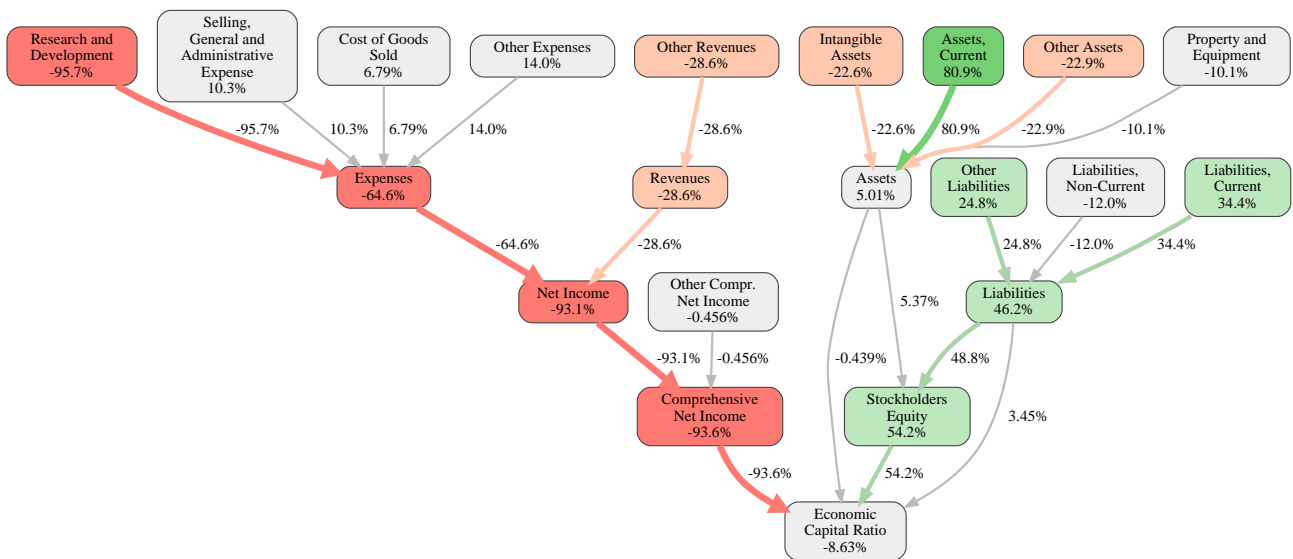 Research and
Development
-95.7%
Selling,
General and
Administrative
Expense
10.3%
Cost of Goods
Sold
6.79%
Other Expenses
14.0%
Other Revenues
-28.6%
Intangible
Assets
-22.6%
Assets,
Current
80.9%
Other Assets
-22.9%
Property and
Equipment
-10.1%
-95.7%
10.3%
6.79%
14.0%
-28.6%
-22.6%
80.9%
-22.9%
-10.1%
Expenses
-64.6%
Revenues
-28.6%
Assets
5.01%
Other
Liabilities
24.8%
Liabilities,
Non-Current
-12.0%
Liabilities,
Current
34.4%
-64.6%
-28.6%
24.8%
-12.0%
34.4%
Net Income
-93.1%
Other Compr.
Net Income
-0.456%
5.37%
Liabilities
46.2%
-93.1%
-0.456%
-0.439%
48.8%
Comprehensive
Net Income
-93.6%
Stockholders
Equity
54.2%
3.45%
-93.6%
54.2%
Economic
Capital Ratio
-8.63%